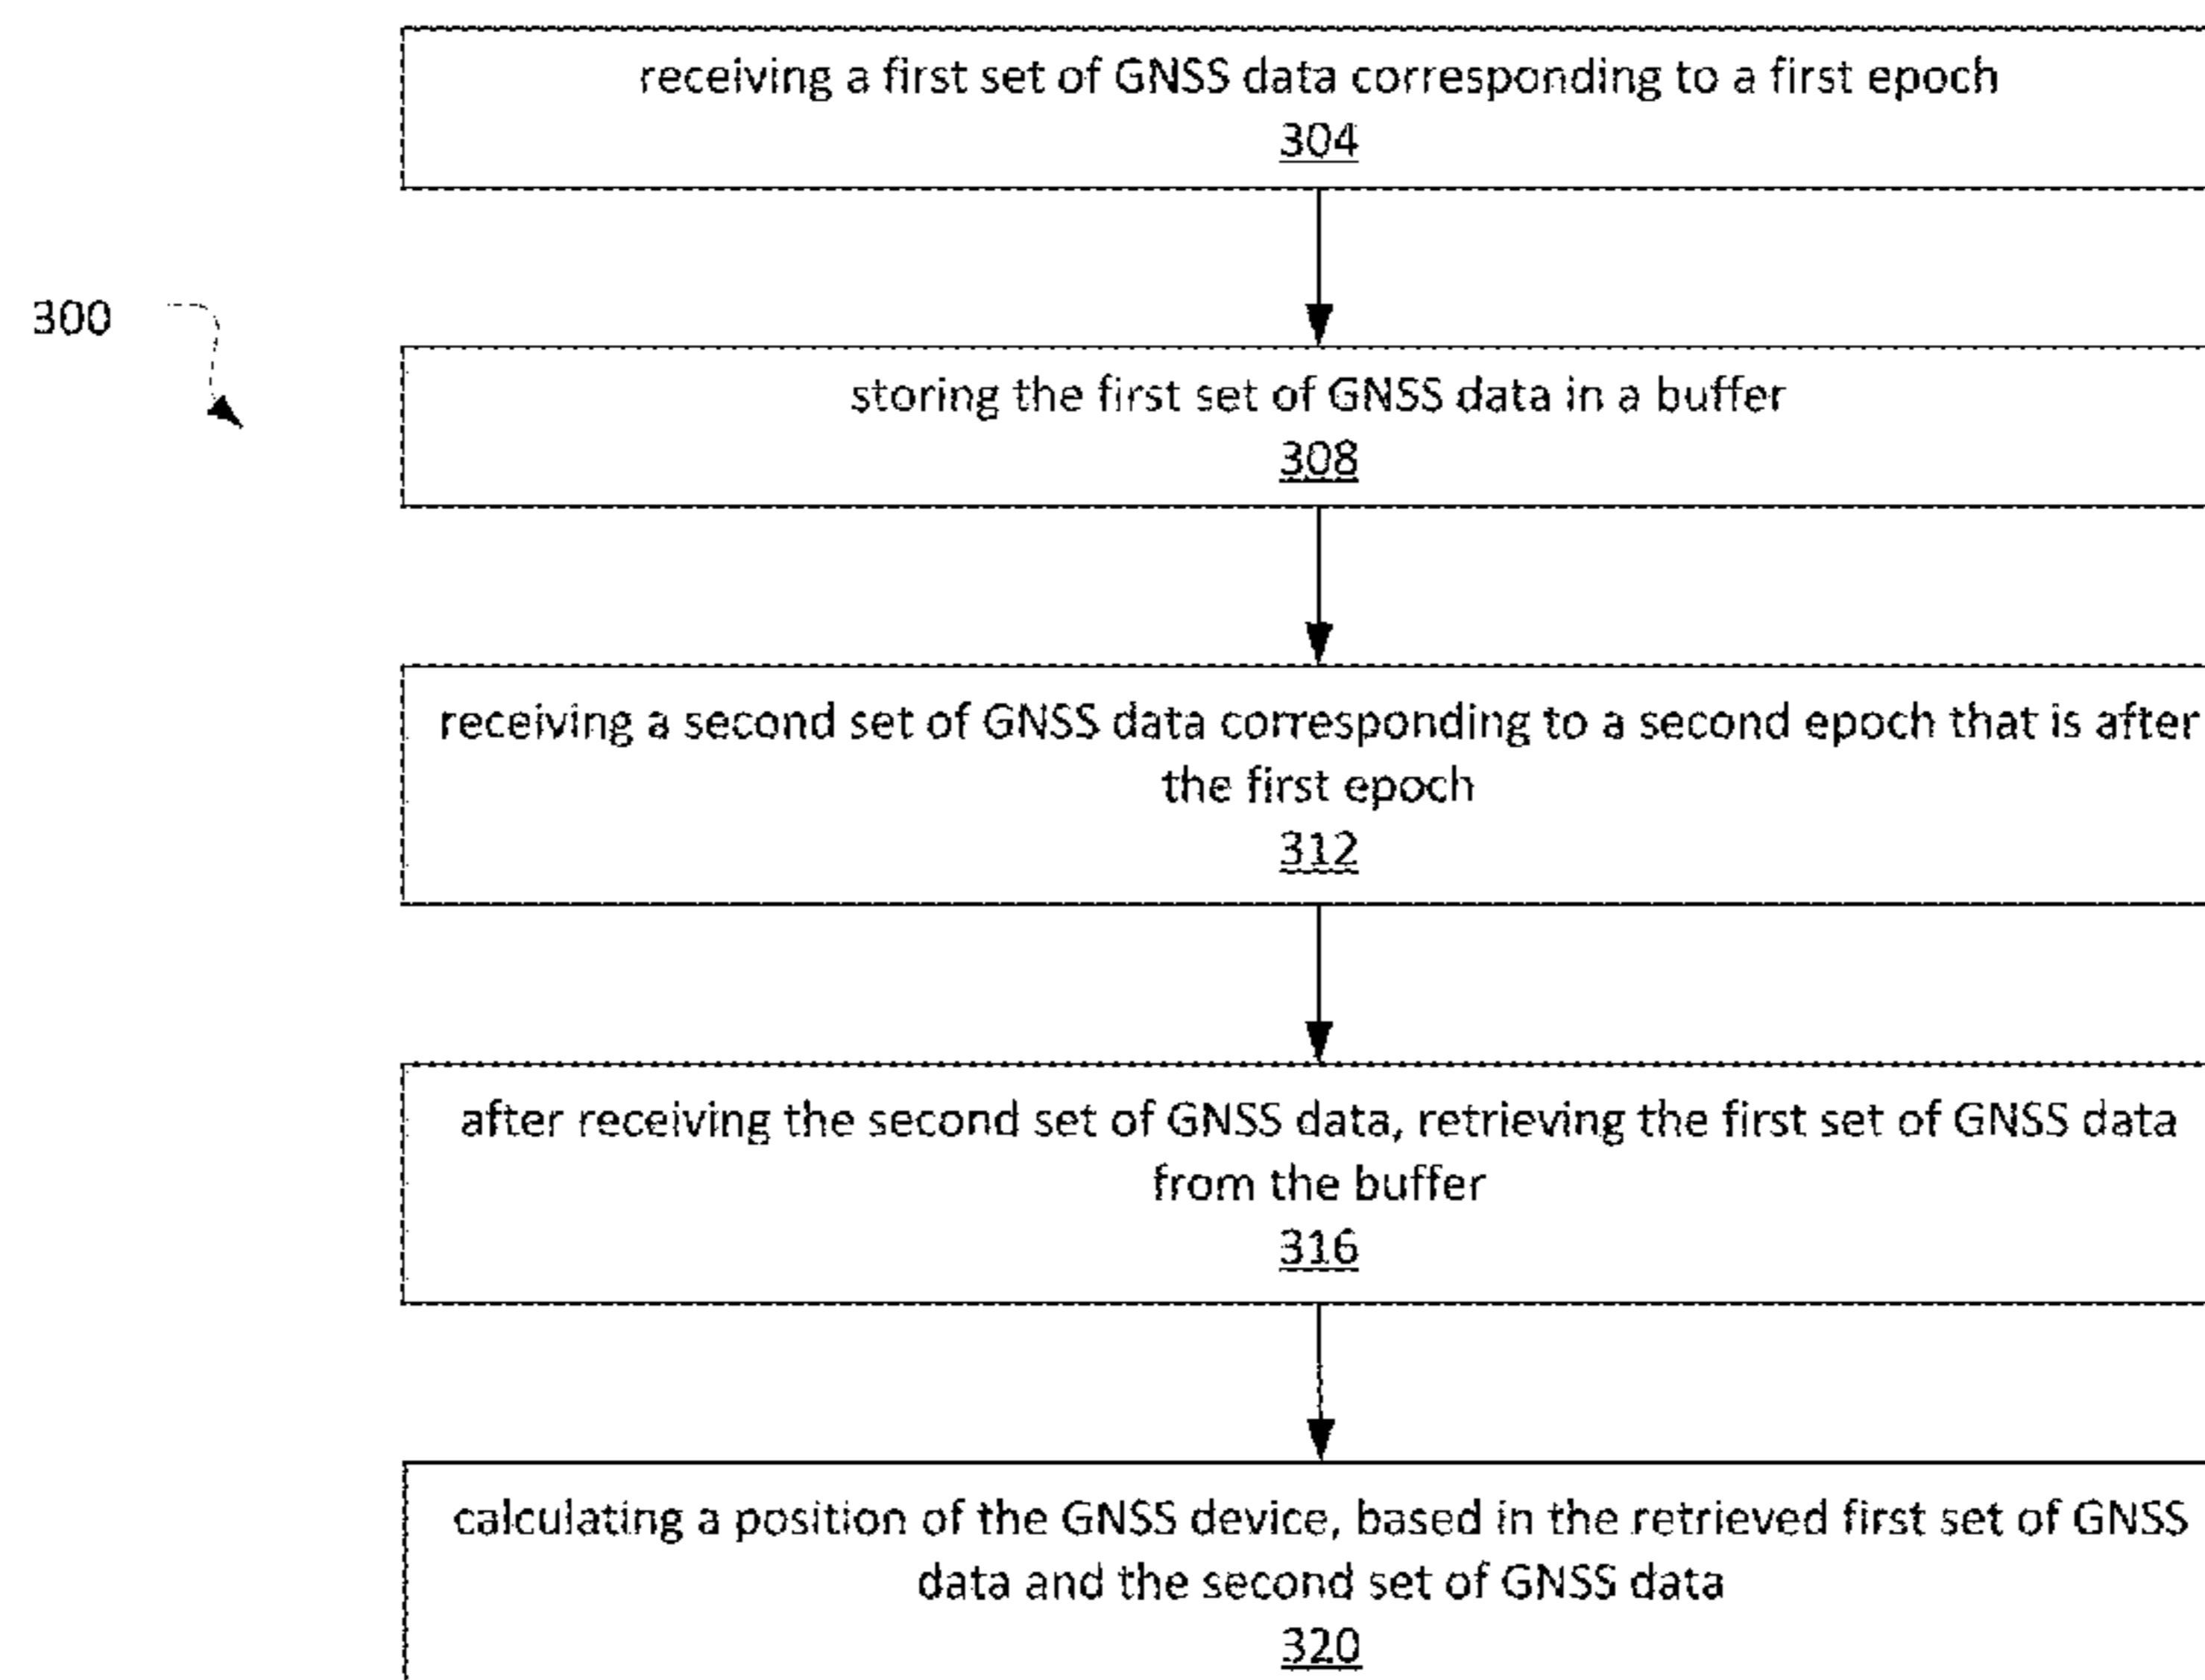 receiving a first set of GNSS data corresponding to a first epoch
304
300
storing the first set of GNSS data in a buffer
308
receiving a second set of GNSS data corresponding to a second epoch that is after
the first epoch
312
after receiving the second set of GNSS data, retrieving the first set of GNSS data
from the buffer
316
calculating a position of the GNSS device, based in the retrieved first set of GNSS
data and the second set of GNSS data
320